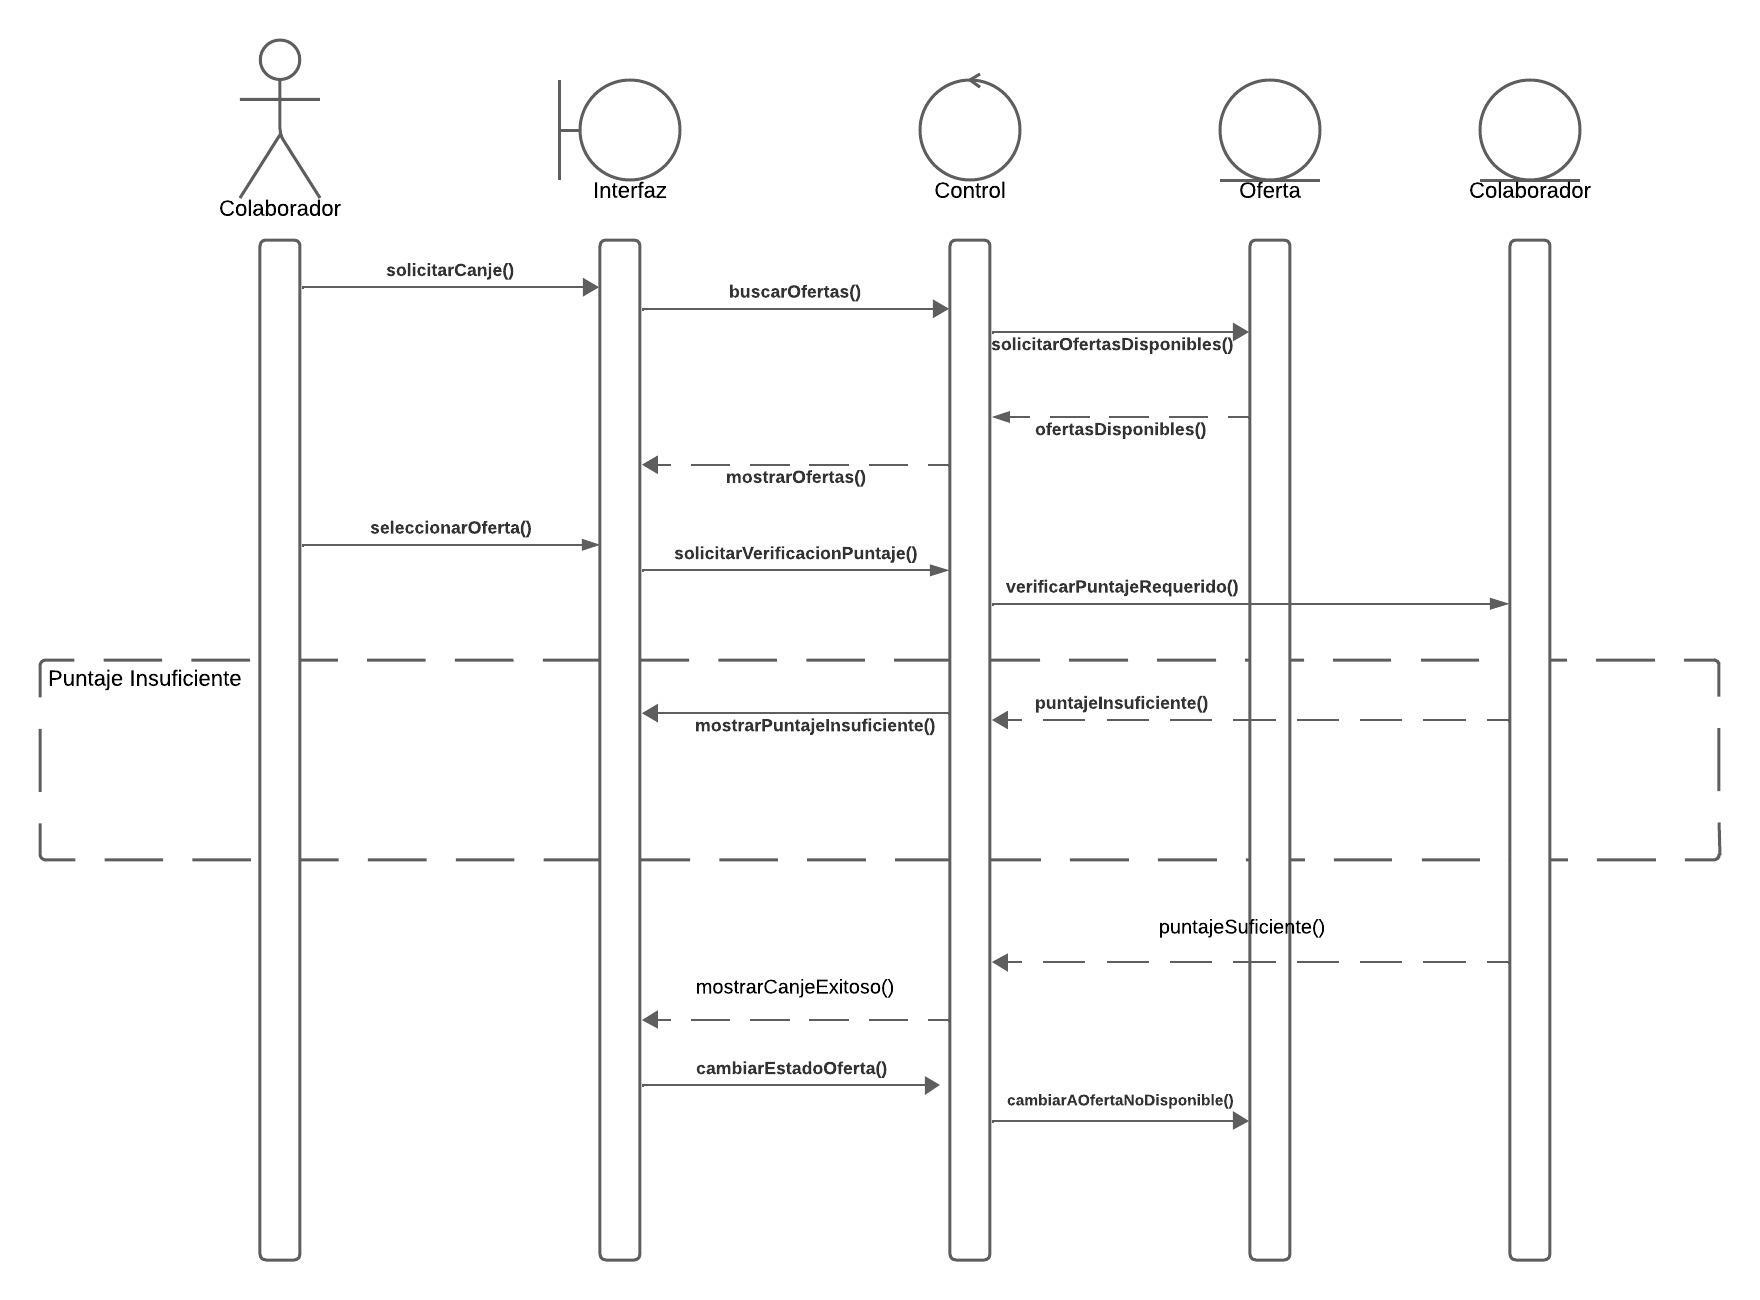 Colaborador
Interfaz
Control
Oferta
Colaborador
solicitarCanje()
buscarOfertas()
solicitarOfertasDisponibles()
ofertasDisponibles()
mostrarOfertas()
seleccionarOferta()
solicitarVerificacionPuntaje()
verificarPuntajeRequerido()
Puntaje Insuficiente
puntajeInsuficiente()
mostrarPuntajeInsuficiente()
puntajeSuficiente()
mostrarCanjeExitoso()
cambiarEstadoOferta()
cambiarAOfertaNoDisponible()